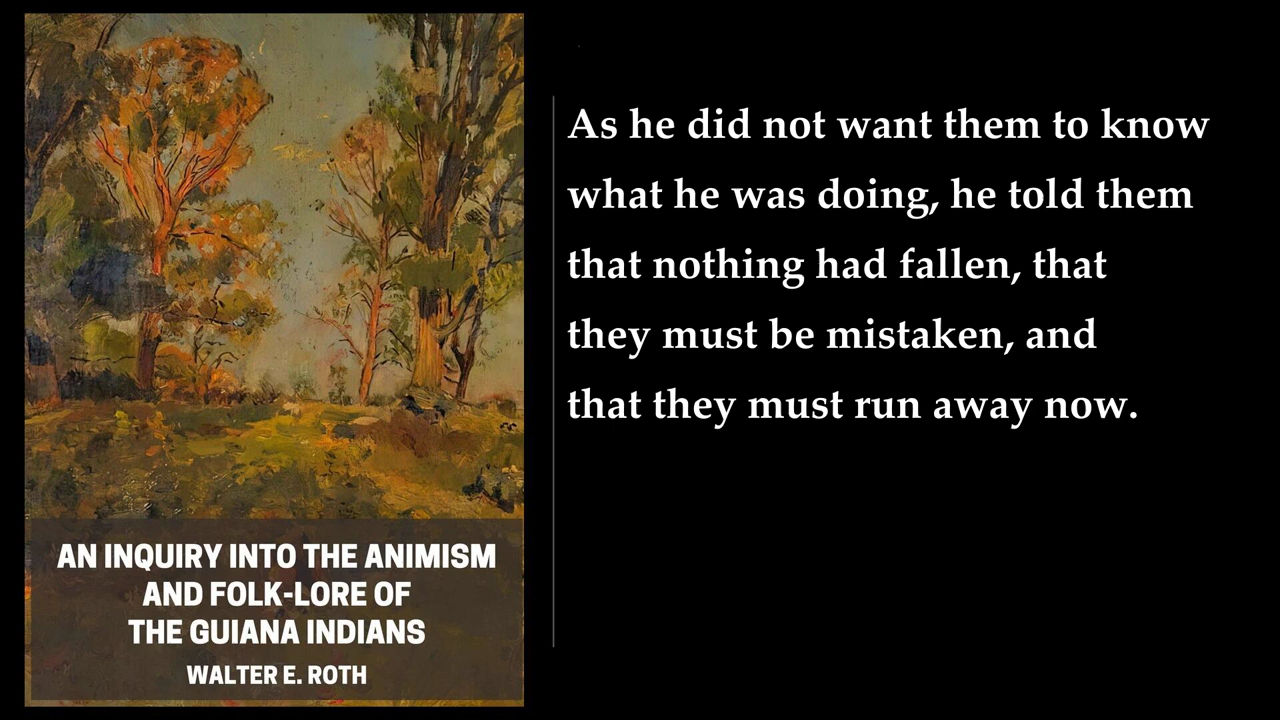 As he did not want them to know
what he was doing, he told them
that nothing had fallen, that
they must be mistaken, and
that they must run away now.
AN INQUIRY INTO THE ANIMISM
AND FOLK-LORE OF
THE GUIANA INDIANS
WALTER E. ROTH